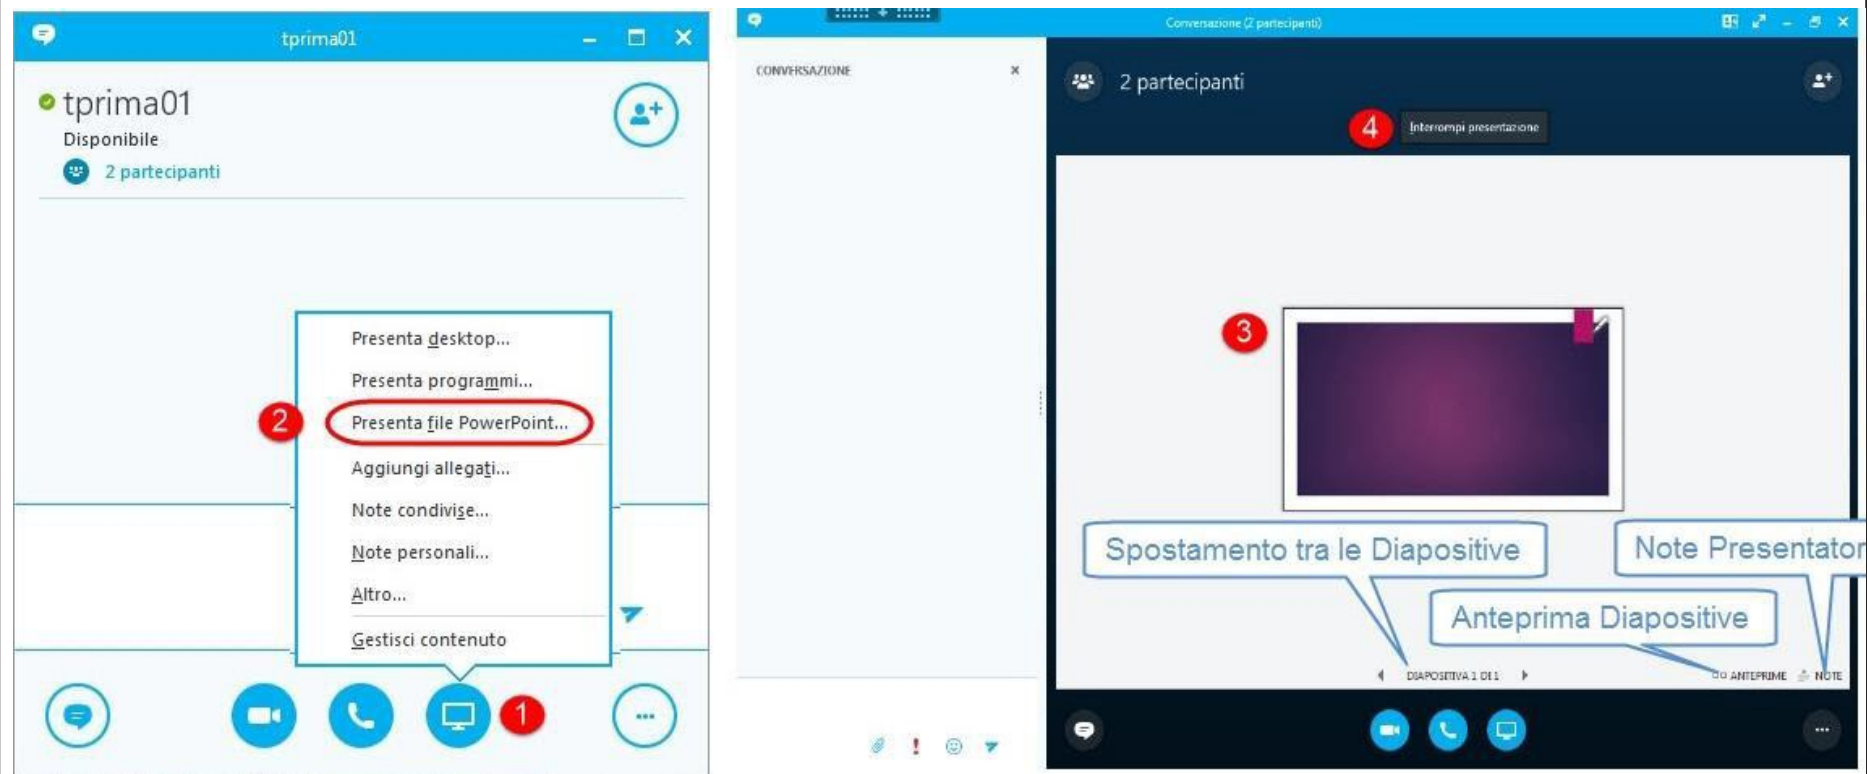 tprima01
tprima01
Disponibile
2 partecipanti
Presenta desktop...
Presenta programmi...
2
Presenta file PowerPoint...
Aggiungi allegati...
Note condivise...
Note personali...
Altro...
Gestisci contenuto
1
Conversazione (2 partecipanti)
CONVERSAZIONE
2 partecipanti
4
Interrompi presentazione
3
Spostamento tra le Diapositive
Note Presentator
Anteprima Diapositive
DIAPOSITIVA 1 DI 1
ANTEPRIME
NOTE